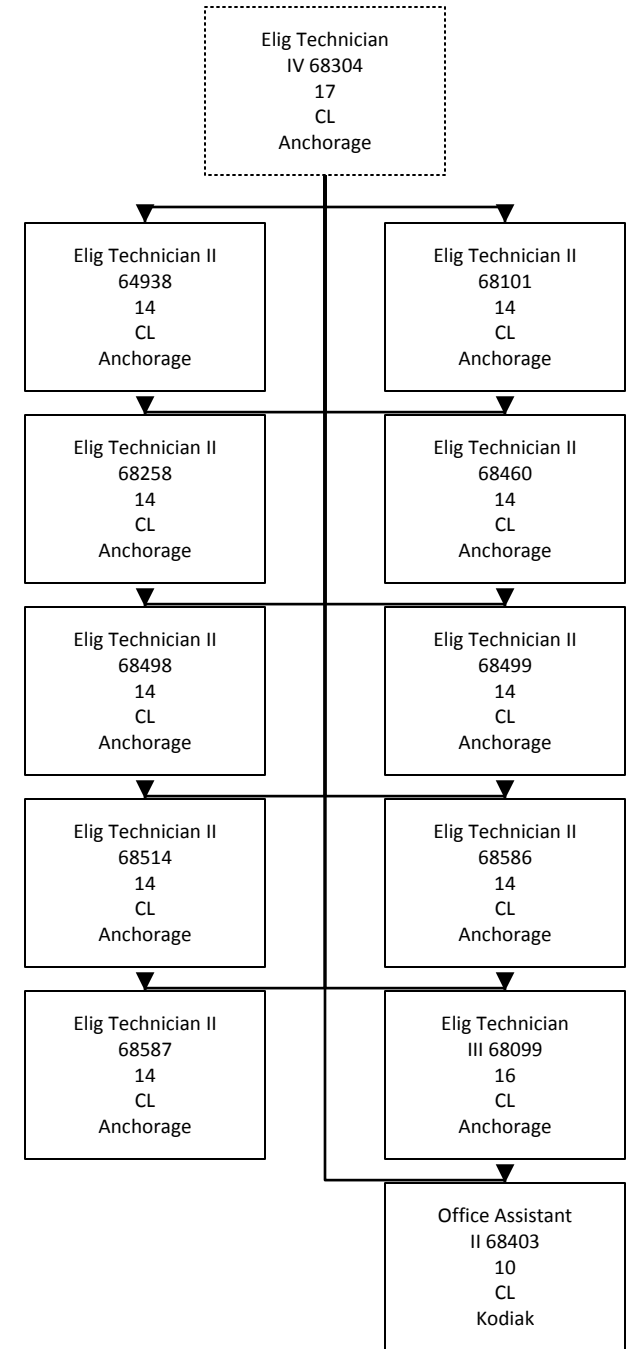 Elig Technician
IV 68304
17
CL
Anchorage
Elig Technician II
64938
14
CL
Anchorage
Elig Technician II
68101
14
CL
Anchorage
Elig Technician II
68258
14
CL
Anchorage
Elig Technician II
68460
14
CL
Anchorage
Elig Technician II
68498
14
CL
Anchorage
Elig Technician II
68499
14
CL
Anchorage
Elig Technician II
68514
14
CL
Anchorage
Elig Technician II
68586
14
CL
Anchorage
Elig Technician II
68587
14
CL
Anchorage
Elig Technician
III 68099
16
CL
Anchorage
Office Assistant
II 68403
10
CL
Kodiak